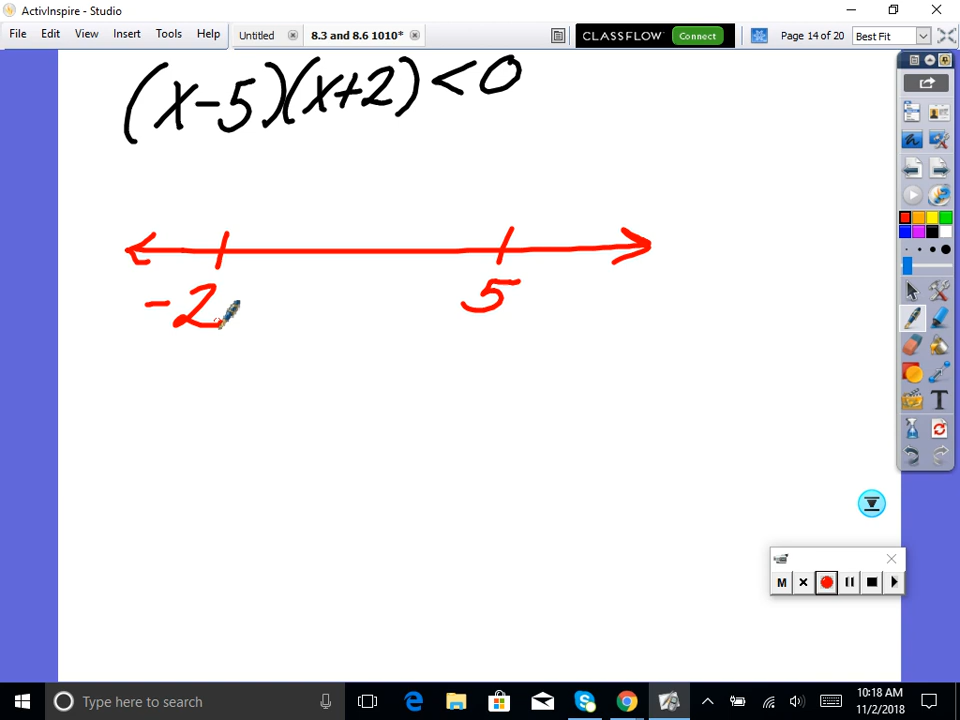 ActivInspire - Studio
File Edit View Insert Tools Help Untitled 8.3 and 8.6 1010* CLASSFLOW Connect Page 14 of 20 Best Fit
(x-5)(x+2)<0
-2 5
T
M
Type here to search
10:18 AM
11/2/2018